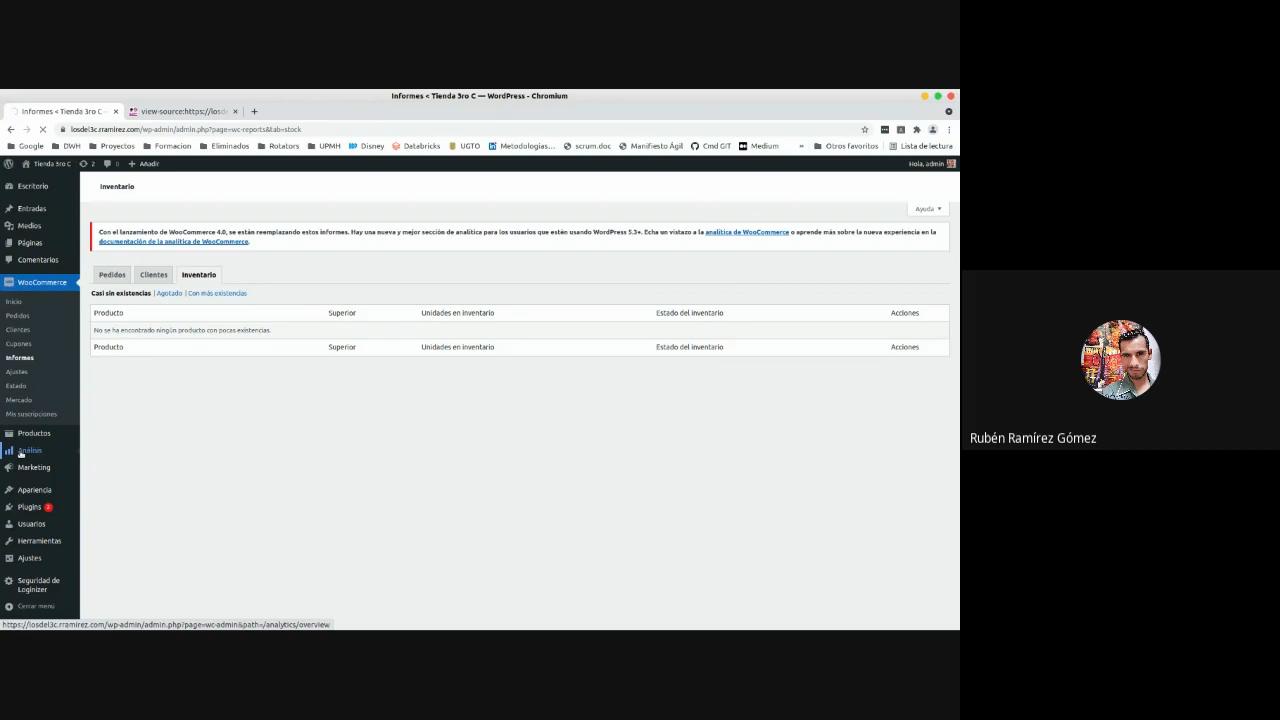 Informes < Tienda 3ro C — WordPress - Chromium
Informes < Tienda 3ro C —
view-source:https://losde
losdel3c.rramirez.com/wp-admin/admin.php?page=wc-reports&tab=stock
Google DWH Proyectos Formacion Eliminados Rotators UPMH Disney Databricks UGTO Metodologías... scrum.doc Manifiesto Ágil Cmd GIT Medium » Otros favoritos Lista de lectura
Tienda 3ro C 2 0 Añadir Hola, admin
Escritorio
Entradas
Medios
Páginas
Comentarios
WooCommerce
Inicio
Pedidos
Clientes
Cupones
Informes
Ajustes
Estado
Mercado
Mis suscripciones
Productos
Análisis
Marketing
Apariencia
Plugins 2
Usuarios
Herramientas
Ajustes
Seguridad de
Loginizer
Cerrar menú
Inventario
Ayuda
Con el lanzamiento de WooCommerce 4.0, se están reemplazando estos informes. Hay una nueva y mejor sección de analítica para los usuarios que estén usando WordPress 5.3+. Echa un vistazo a la analítica de WooCommerce o aprende más sobre la nueva experiencia en la
documentación de la analítica de WooCommerce.
Pedidos Clientes Inventario
Casi sin existencias | Agotado | Con más existencias
Producto Superior Unidades en inventario Estado del inventario Acciones
No se ha encontrado ningún producto con pocas existencias.
Producto Superior Unidades en inventario Estado del inventario Acciones
https://losdel3c.rramirez.com/wp-admin/admin.php?page=wc-admin&path=/analytics/overview
Rubén Ramírez Gómez